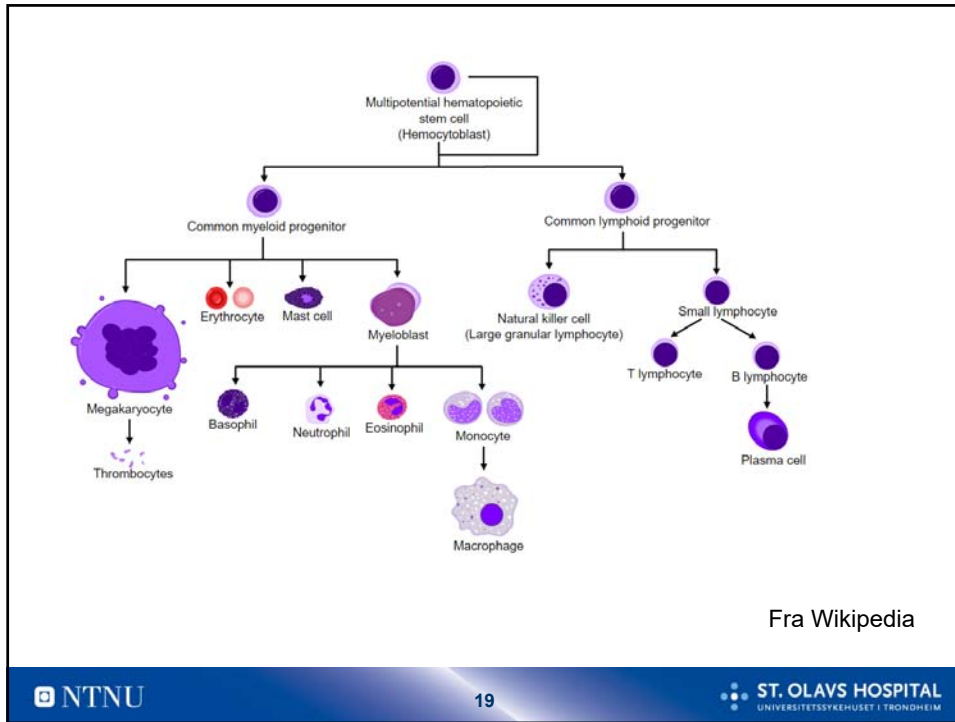 Multipotential hematopoietic
stem cell
(Hemocytoblast)
Common myeloid progenitor
Common lymphoid progenitor
Erythrocyte
Mast cell
Myeloblast
Natural killer cell
(Large granular lymphocyte)
Small lymphocyte
T lymphocyte
B lymphocyte
Megakaryocyte
Basophil
Neutrophil
Eosinophil
Monocyte
Plasma cell
Thrombocytes
Macrophage
Fra Wikipedia
NTNU
19
ST. OLAVS HOSPITAL
UNIVERSITETSSYKEHUSET I TRONDHEIM